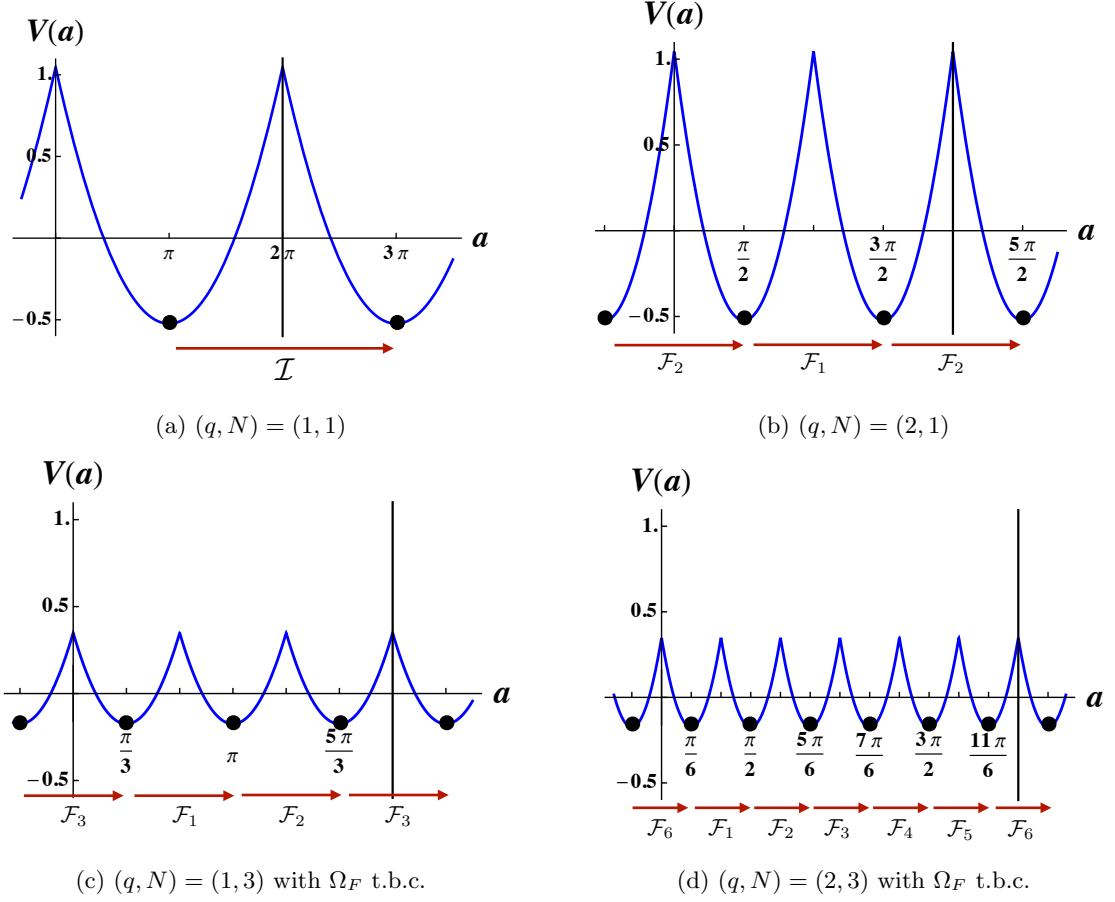 V(a)
1.
0.5
−0.5
π
2π
3π
a
I
(a) (q, N) = (1, 1)
V(a)
1.
0.5
−0.5
π/2
3π/2
5π/2
a
F₂
F₁
F₂
(b) (q, N) = (2, 1)
V(a)
1.
0.5
−0.5
π/3
π
5π/3
a
F₃
F₁
F₂
F₃
(c) (q, N) = (1, 3) with Ω_F t.b.c.
V(a)
1.
0.5
−0.5
π/6
π/2
5π/6
7π/6
3π/2
11π/6
a
F₆
F₁
F₂
F₃
F₄
F₅
F₆
(d) (q, N) = (2, 3) with Ω_F t.b.c.